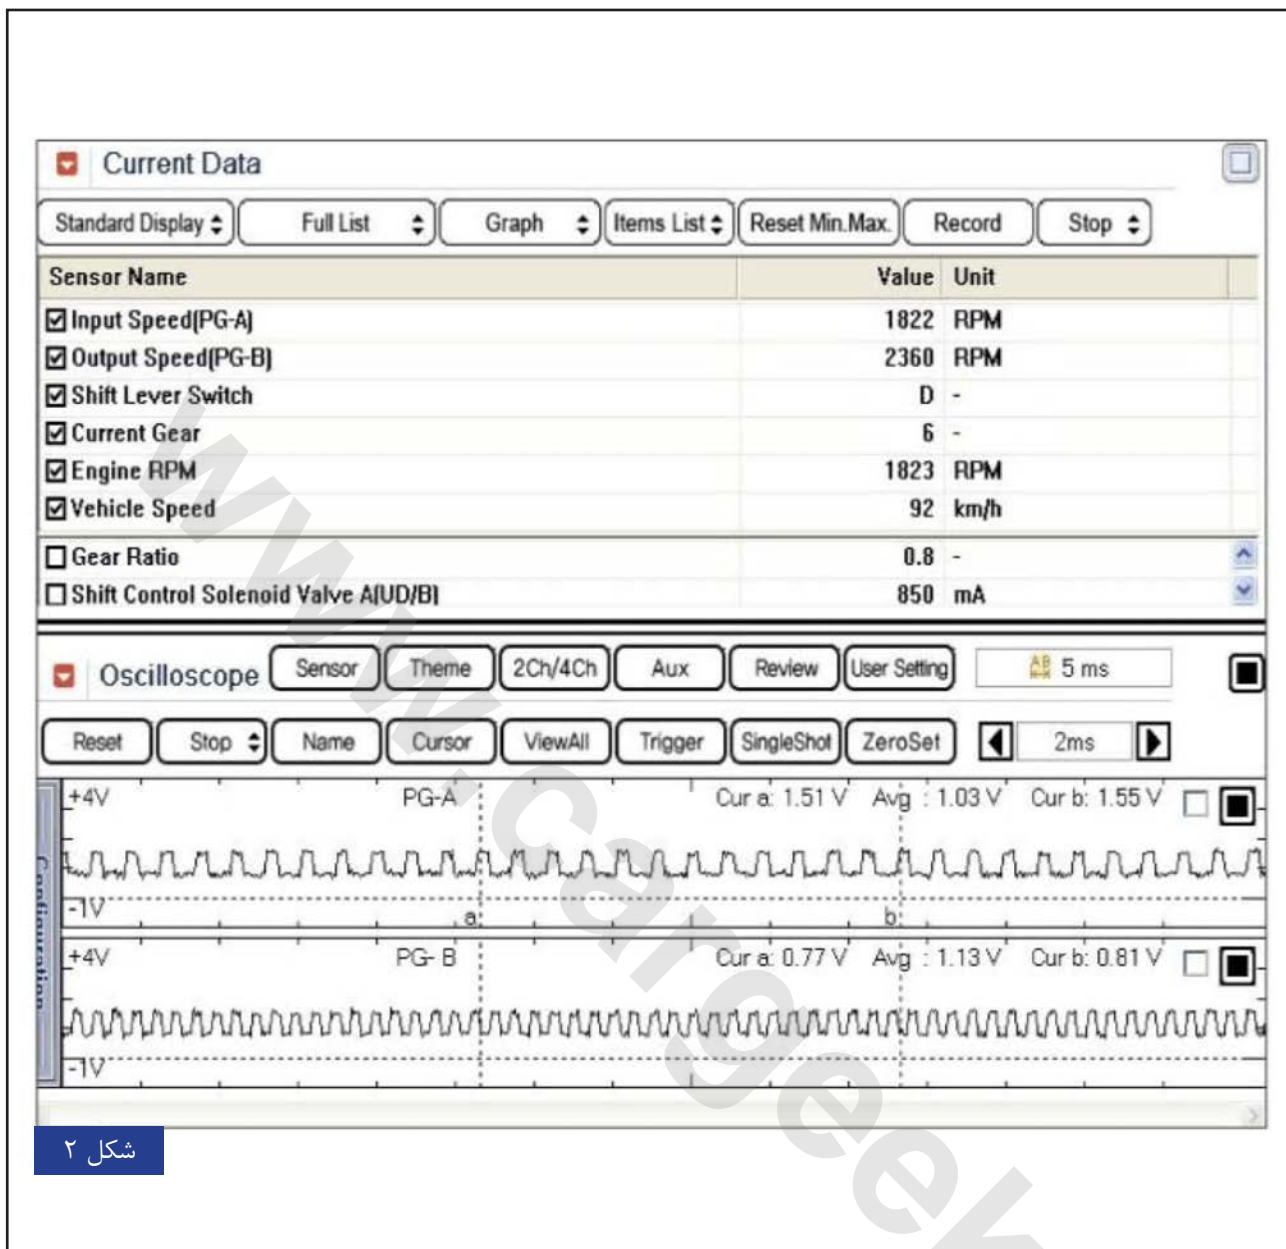 Current Data
Standard Display Full List Graph Items List Reset Min.Max. Record Stop
Sensor Name Value Unit
Input Speed(PG-A) 1822 RPM
Output Speed(PG-B) 2360 RPM
Shift Lever Switch D -
Current Gear 6 -
Engine RPM 1823 RPM
Vehicle Speed 92 km/h
Gear Ratio 0.8 -
Shift Control Solenoid Valve A(UD/B) 850 mA
Oscilloscope Sensor Theme 2Ch/4Ch Aux Review User Setting 5 ms
Reset Stop Name Cursor ViewAll Trigger SingleShot ZeroSet 2ms
Configuration
+4V PG-A Cur a: 1.51 V Avg : 1.03 V Cur b: 1.55 V
-1V a b
+4V PG- B Cur a: 0.77 V Avg : 1.13 V Cur b: 0.81 V
-1V
شکل ۲